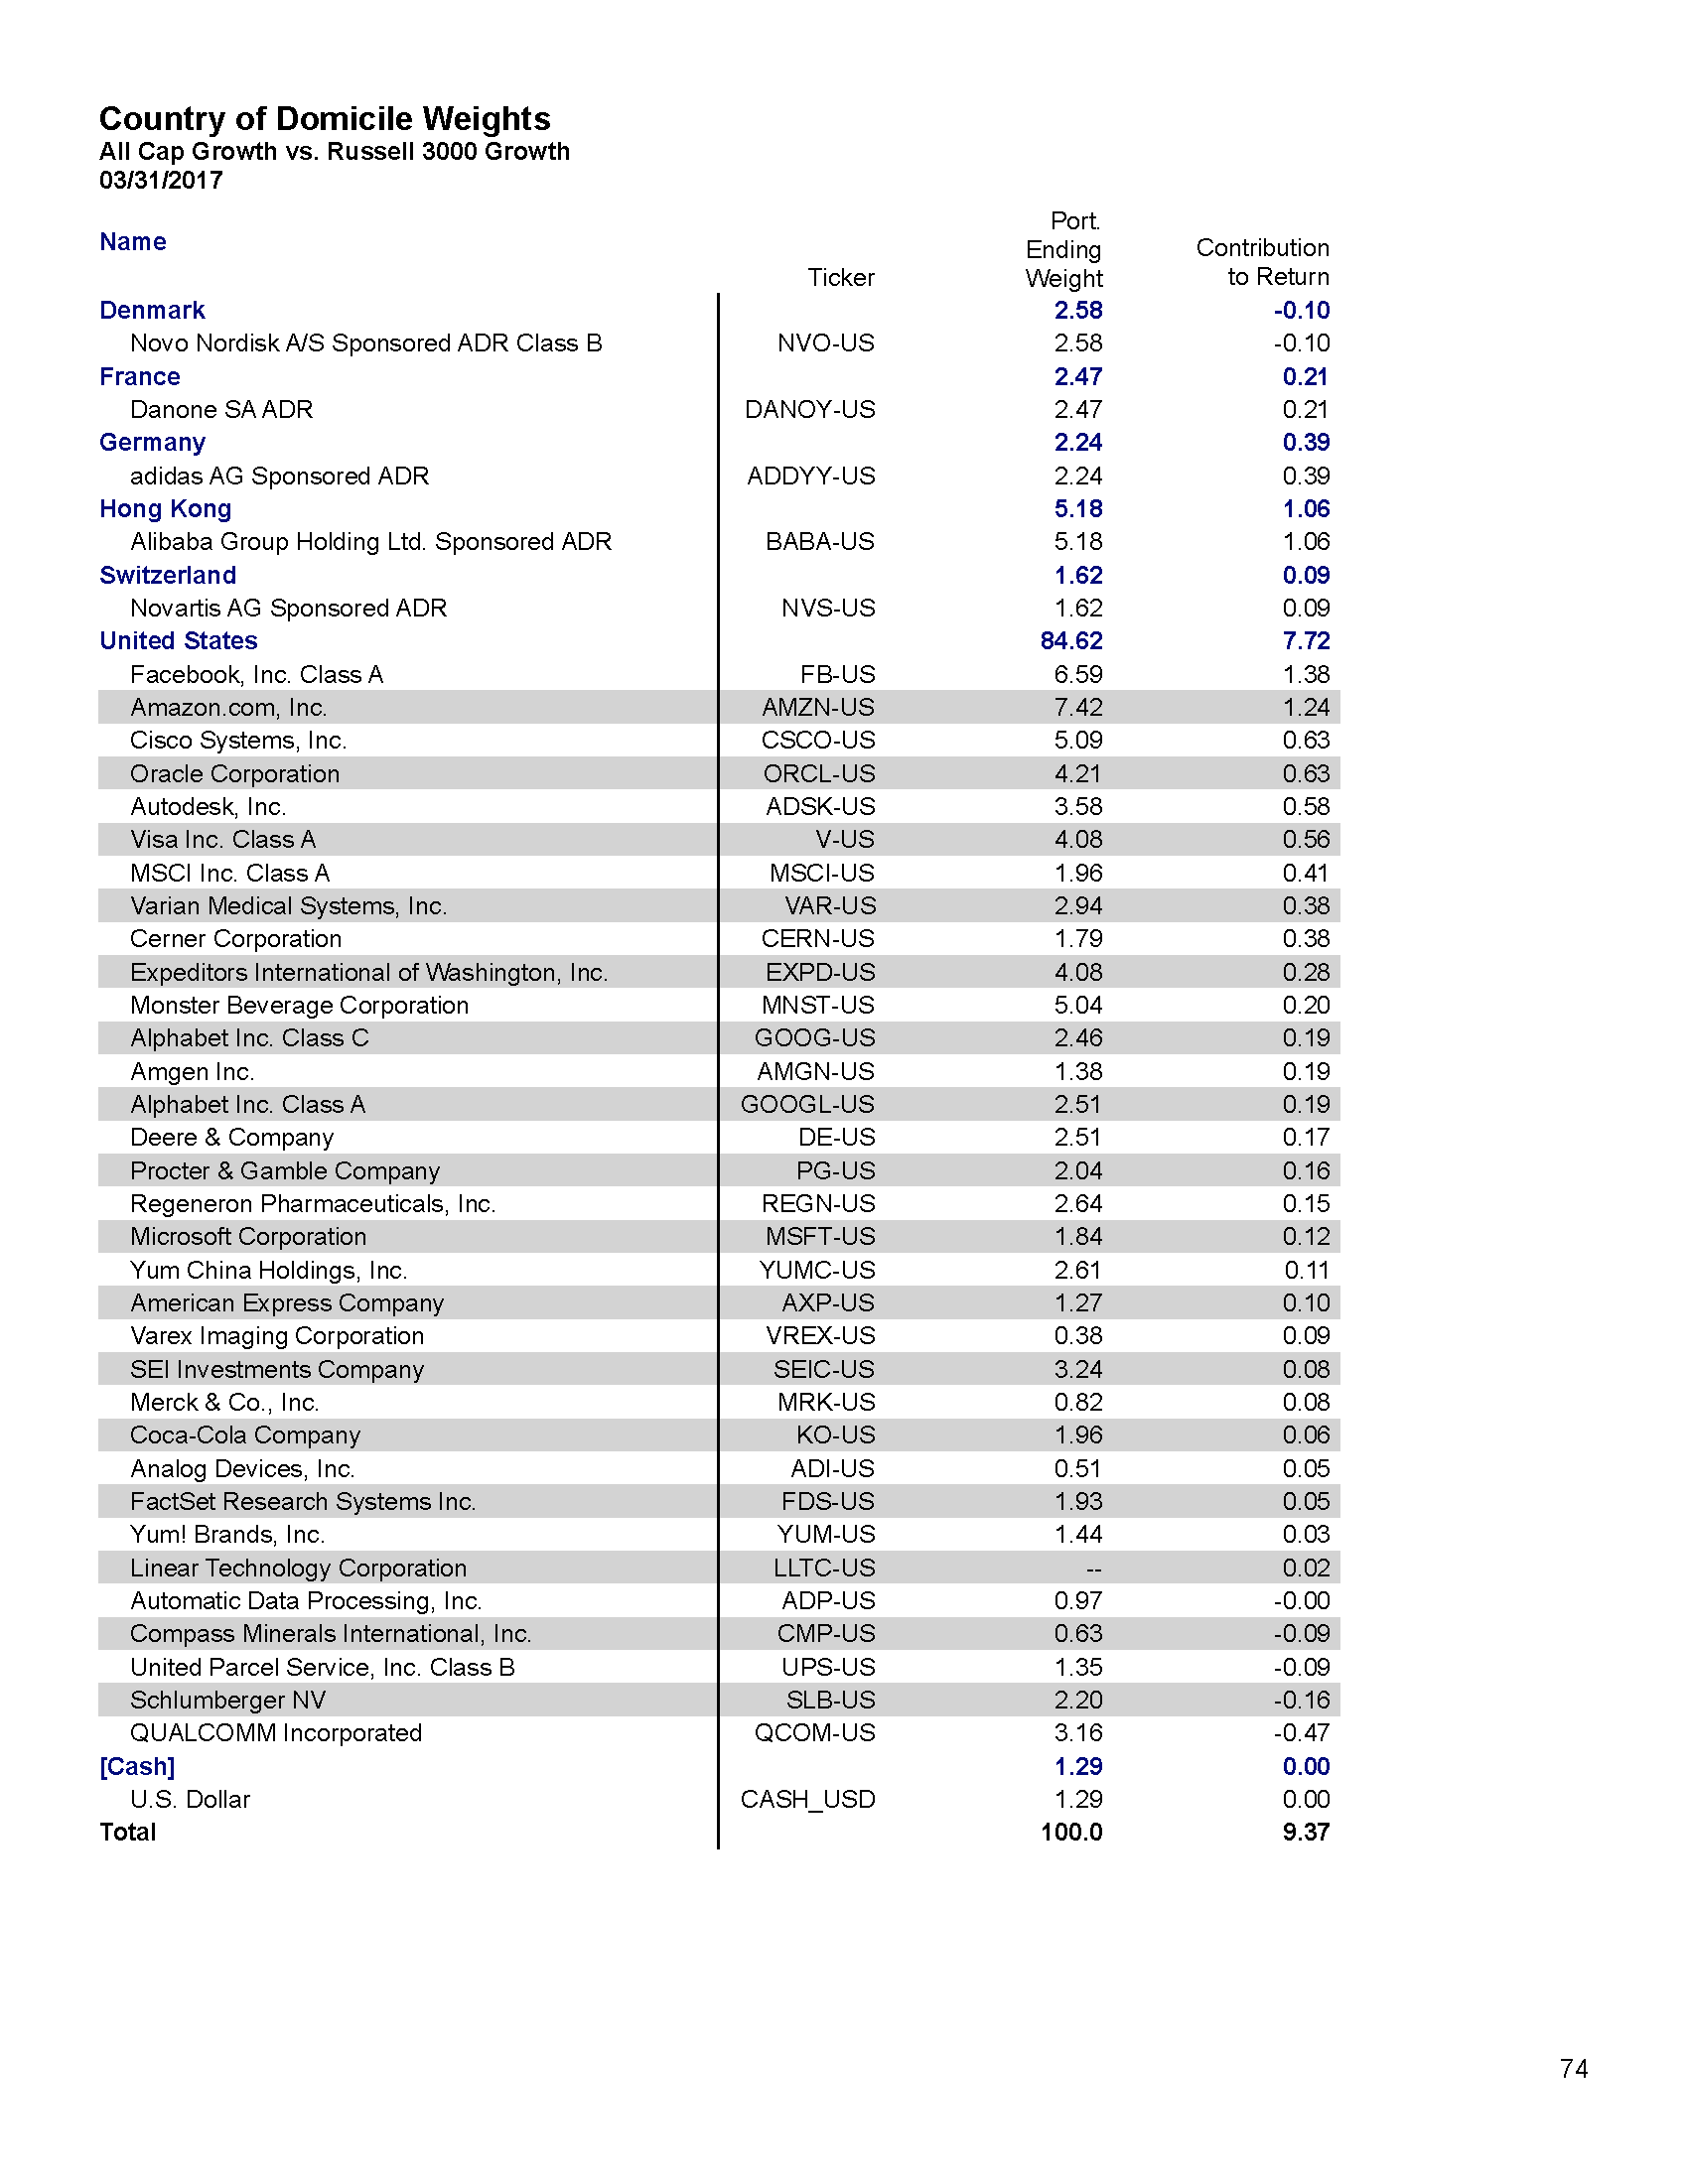 Country of Domicile Weights
All Cap Growth vs. Russell 3000 Growth
03/31/2017
Name Ticker Port. Ending Weight Contribution to Return
Denmark 2.58 -0.10
Novo Nordisk A/S Sponsored ADR Class B NVO-US 2.58 -0.10
France 2.47 0.21
Danone SA ADR DANOY-US 2.47 0.21
Germany 2.24 0.39
adidas AG Sponsored ADR ADDYY-US 2.24 0.39
Hong Kong 5.18 1.06
Alibaba Group Holding Ltd. Sponsored ADR BABA-US 5.18 1.06
Switzerland 1.62 0.09
Novartis AG Sponsored ADR NVS-US 1.62 0.09
United States 84.62 7.72
Facebook, Inc. Class A FB-US 6.59 1.38
Amazon.com, Inc. AMZN-US 7.42 1.24
Cisco Systems, Inc. CSCO-US 5.09 0.63
Oracle Corporation ORCL-US 4.21 0.63
Autodesk, Inc. ADSK-US 3.58 0.58
Visa Inc. Class A V-US 4.08 0.56
MSCI Inc. Class A MSCI-US 1.96 0.41
Varian Medical Systems, Inc. VAR-US 2.94 0.38
Cerner Corporation CERN-US 1.79 0.38
Expeditors International of Washington, Inc. EXPD-US 4.08 0.28
Monster Beverage Corporation MNST-US 5.04 0.20
Alphabet Inc. Class C GOOG-US 2.46 0.19
Amgen Inc. AMGN-US 1.38 0.19
Alphabet Inc. Class A GOOGL-US 2.51 0.19
Deere & Company DE-US 2.51 0.17
Procter & Gamble Company PG-US 2.04 0.16
Regeneron Pharmaceuticals, Inc. REGN-US 2.64 0.15
Microsoft Corporation MSFT-US 1.84 0.12
Yum China Holdings, Inc. YUMC-US 2.61 0.11
American Express Company AXP-US 1.27 0.10
Varex Imaging Corporation VREX-US 0.38 0.09
SEI Investments Company SEIC-US 3.24 0.08
Merck & Co., Inc. MRK-US 0.82 0.08
Coca-Cola Company KO-US 1.96 0.06
Analog Devices, Inc. ADI-US 0.51 0.05
FactSet Research Systems Inc. FDS-US 1.93 0.05
Yum! Brands, Inc. YUM-US 1.44 0.03
Linear Technology Corporation LLTC-US -- 0.02
Automatic Data Processing, Inc. ADP-US 0.97 -0.00
Compass Minerals International, Inc. CMP-US 0.63 -0.09
United Parcel Service, Inc. Class B UPS-US 1.35 -0.09
Schlumberger NV SLB-US 2.20 -0.16
QUALCOMM Incorporated QCOM-US 3.16 -0.47
[Cash] 1.29 0.00
U.S. Dollar CASH_USD 1.29 0.00
Total 100.0 9.37
74